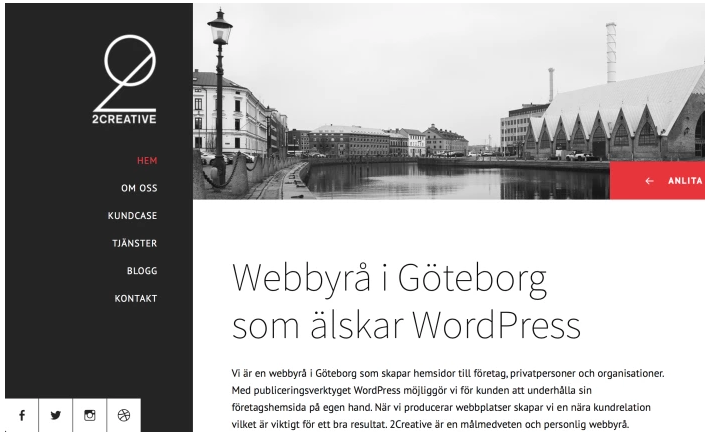 2CREATIVE
HEM
OM OSS
KUNDCASE
TJÄNSTER
BLOGG
KONTAKT
← ANLITA
Webbyrå i Göteborg
som älskar WordPress
Vi är en webbyrå i Göteborg som skapar hemsidor till företag, privatpersoner och organisationer.
Med publiceringsverktyget WordPress möjliggör vi för kunden att underhålla sin
företagshemsida på egen hand. När vi producerar webbplatser skapar vi en nära kundrelation
vilket är viktigt för ett bra resultat. 2Creative är en målmedveten och personlig webbyrå.